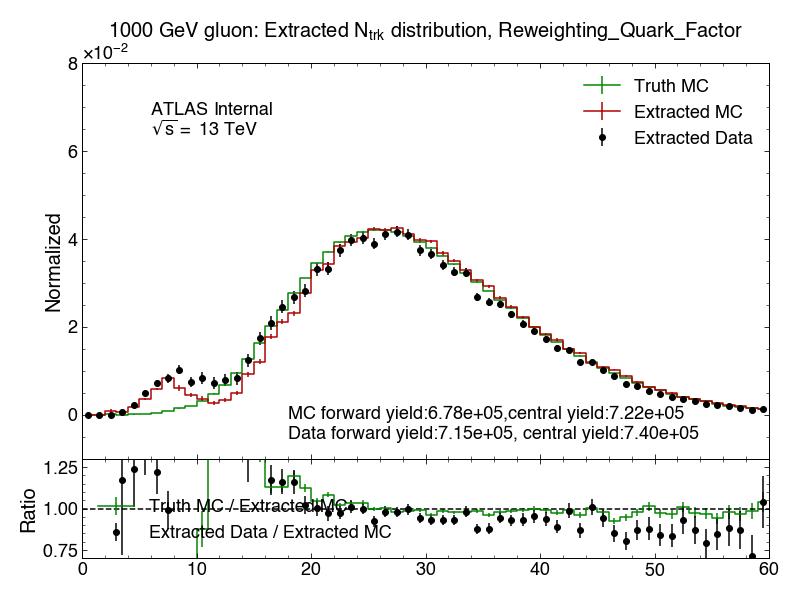 1000 GeV gluon: Extracted N_trk distribution, Reweighting_Quark_Factor
×10⁻²
8
ATLAS Internal
√s = 13 TeV
Truth MC
Extracted MC
Extracted Data
6
4
2
0
Normalized
MC forward yield:6.78e+05,central yield:7.22e+05
Data forward yield:7.15e+05, central yield:7.40e+05
1.25
1.00
0.75
Ratio
Truth MC / Extracted MC
Extracted Data / Extracted MC
0 10 20 30 40 50 60